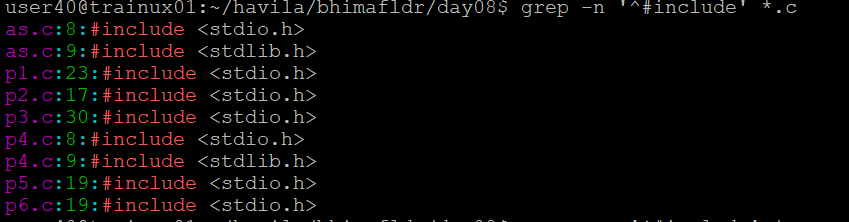 user40@trainux01:~/havila/bhimafldr/day08$ grep -n '^#include' *.c
as.c:8:#include <stdio.h>
as.c:9:#include <stdlib.h>
p1.c:23:#include <stdio.h>
p2.c:17:#include <stdio.h>
p3.c:30:#include <stdio.h>
p4.c:8:#include <stdio.h>
p4.c:9:#include <stdlib.h>
p5.c:19:#include <stdio.h>
p6.c:19:#include <stdio.h>